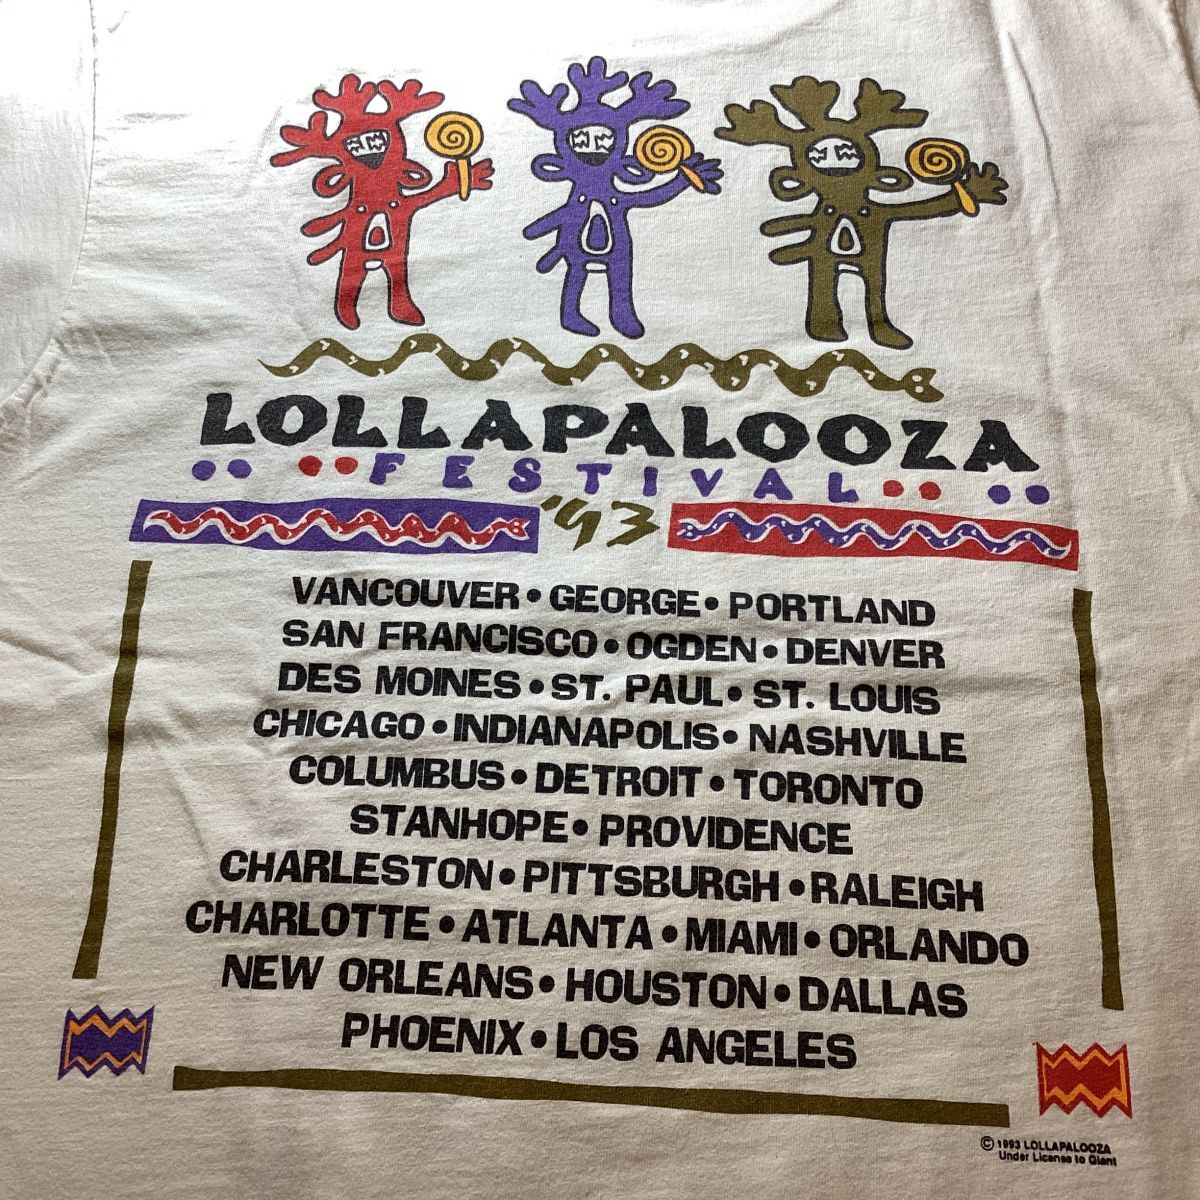 LOLLAPALOOZA
FESTIVAL
'93
VANCOUVER • GEORGE • PORTLAND
SAN FRANCISCO • OGDEN • DENVER
DES MOINES • ST. PAUL • ST. LOUIS
CHICAGO • INDIANAPOLIS • NASHVILLE
COLUMBUS • DETROIT • TORONTO
STANHOPE • PROVIDENCE
CHARLESTON • PITTSBURGH • RALEIGH
CHARLOTTE • ATLANTA • MIAMI • ORLANDO
NEW ORLEANS • HOUSTON • DALLAS
PHOENIX • LOS ANGELES
© 1993 LOLLAPALOOZA
Under License to Giant